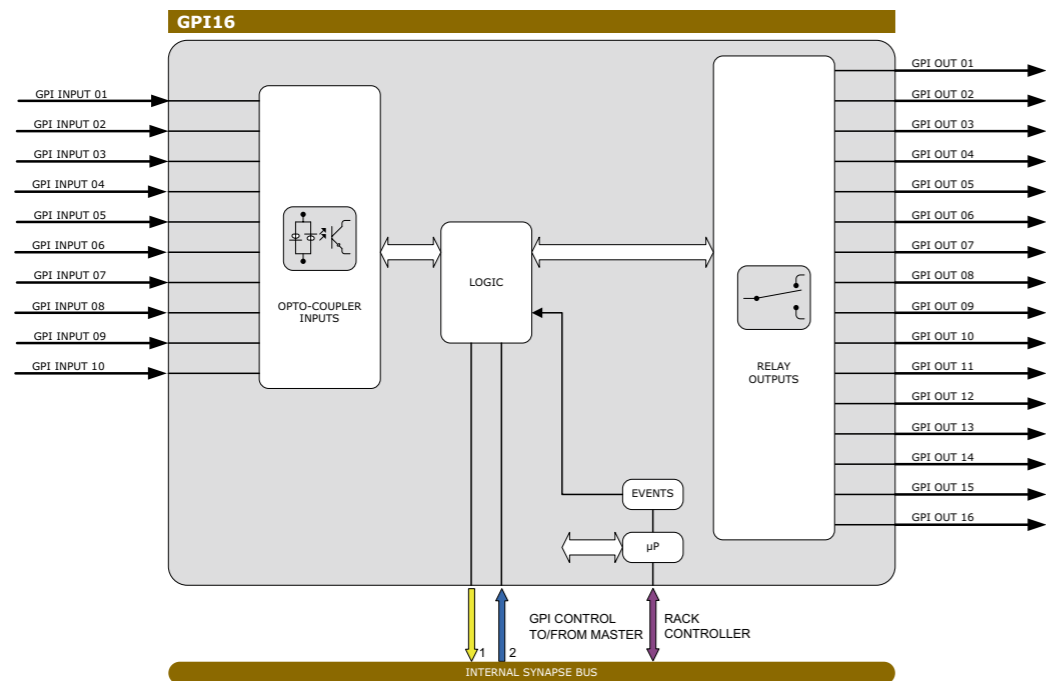 GPI16
GPI INPUT 01
GPI INPUT 02
GPI INPUT 03
GPI INPUT 04
GPI INPUT 05
GPI INPUT 06
GPI INPUT 07
GPI INPUT 08
GPI INPUT 09
GPI INPUT 10
OPTO-COUPLER
INPUTS
LOGIC
EVENTS
µP
RELAY
OUTPUTS
GPI OUT 01
GPI OUT 02
GPI OUT 03
GPI OUT 04
GPI OUT 05
GPI OUT 06
GPI OUT 07
GPI OUT 08
GPI OUT 09
GPI OUT 10
GPI OUT 11
GPI OUT 12
GPI OUT 13
GPI OUT 14
GPI OUT 15
GPI OUT 16
1
2
GPI CONTROL
TO/FROM MASTER
RACK
CONTROLLER
INTERNAL SYNAPSE BUS